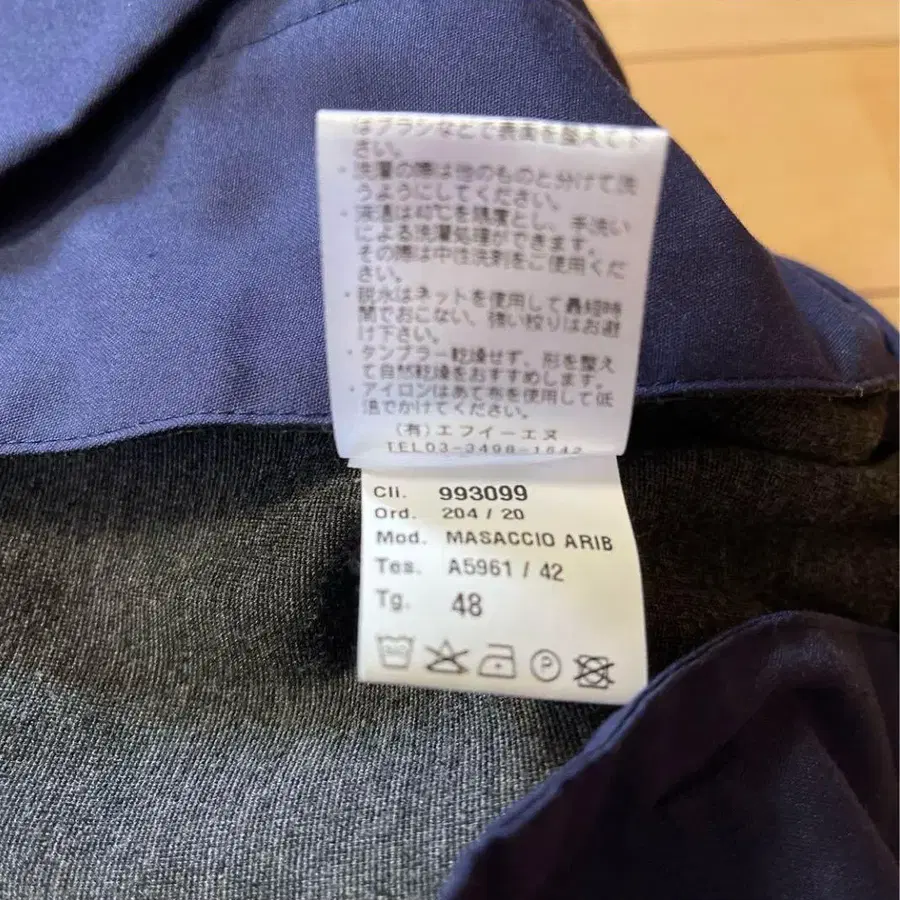 はブラシなどで表面を整えて下
さい。
・洗濯の際は他のものと分けて洗
うようにしてください。
・液温は40℃を限度とし、手洗い
による洗濯処理ができます。
その際は中性洗剤をご使用くだ
さい。
・脱水はネットを使用して最短時
間でおこない、強い絞りはお避
け下さい。
・タンブラー乾燥せず、形を整え
て自然乾燥をおすすめします。
・アイロンはあて布を使用して低
温でかけてください。
(有)エフイーエヌ
TEL03-3498-1642
Cli. 993099
Ord. 204 / 20
Mod. MASACCIO ARIB
Tes. A5961 / 42
Tg. 48
P